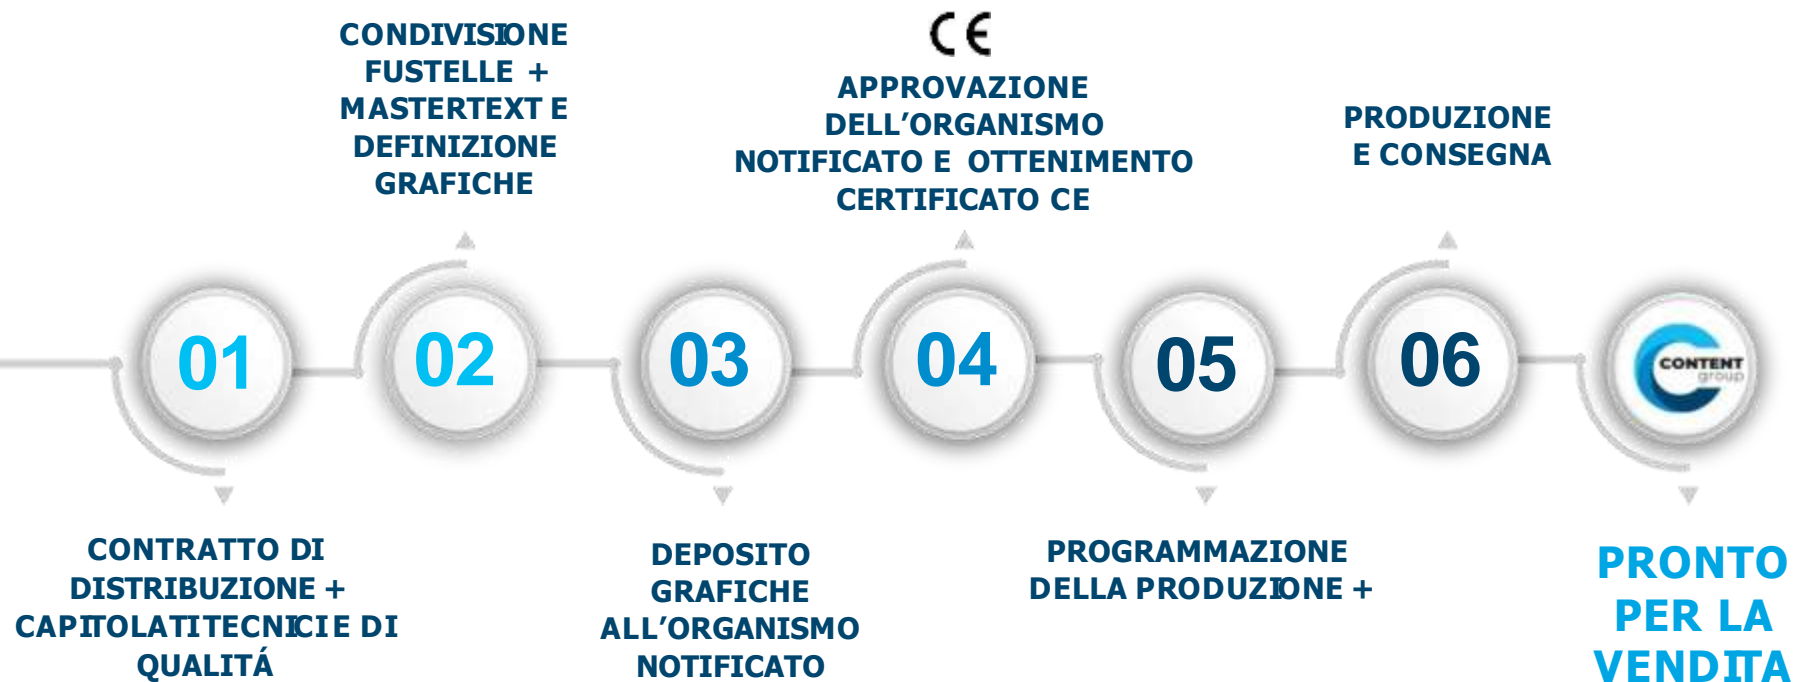 01
CONTRATTO DI
DISTRIBUZIONE +
CAPITOLATI TECNICI E DI
QUALITÁ
CONDIVISIONE
FUSTELLE +
MASTERTEXT E
DEFINIZIONE
GRAFICHE
02
03
DEPOSITO
GRAFICHE
ALL'ORGANISMO
NOTIFICATO
CE
APPROVAZIONE
DELL'ORGANISMO
NOTIFICATO E OTTENIMENTO
CERTIFICATO CE
04
05
PROGRAMMAZIONE
DELLA PRODUZIONE +
PRODUZIONE
E CONSEGNA
06
CONTENT
group
PRONTO
PER LA
VENDITA